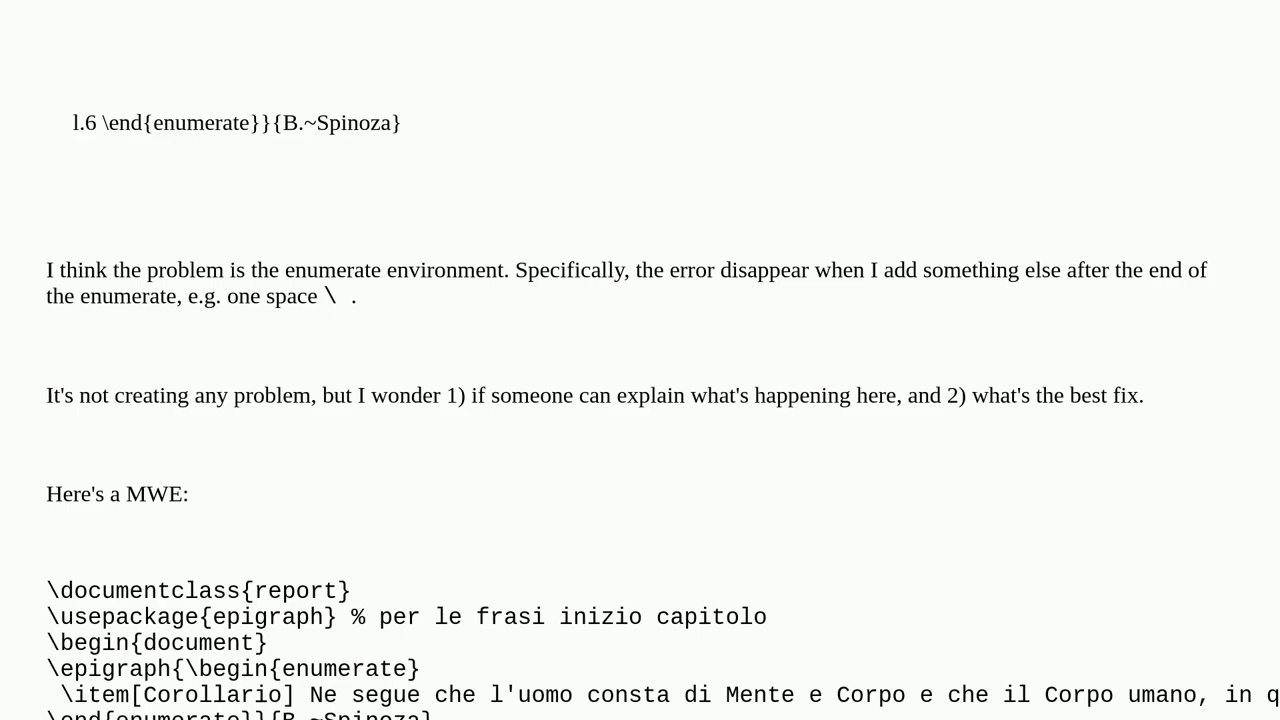 l.6 \end{enumerate}}{B.~Spinoza}
I think the problem is the enumerate environment. Specifically, the error disappear when I add something else after the end of
the enumerate, e.g. one space \ .
It's not creating any problem, but I wonder 1) if someone can explain what's happening here, and 2) what's the best fix.
Here's a MWE:
\documentclass{report}
\usepackage{epigraph} % per le frasi inizio capitolo
\begin{document}
\epigraph{\begin{enumerate}
\item[Corollario] Ne segue che l'uomo consta di Mente e Corpo e che il Corpo umano, in q
\end{enumerate}}{B.~Spinoza}